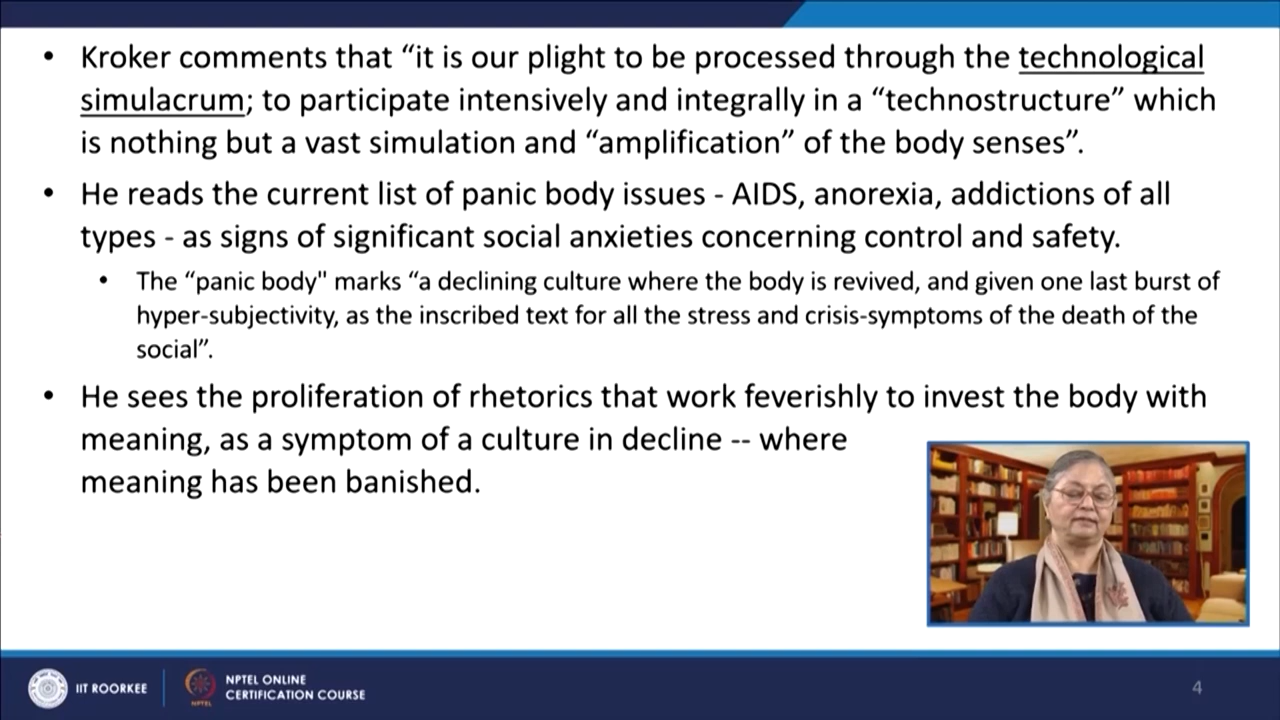 • Kroker comments that “it is our plight to be processed through the technological
simulacrum; to participate intensively and integrally in a “technostructure” which
is nothing but a vast simulation and “amplification” of the body senses”.
• He reads the current list of panic body issues - AIDS, anorexia, addictions of all
types - as signs of significant social anxieties concerning control and safety.
• The “panic body" marks “a declining culture where the body is revived, and given one last burst of
hyper-subjectivity, as the inscribed text for all the stress and crisis-symptoms of the death of the
social”.
• He sees the proliferation of rhetorics that work feverishly to invest the body with
meaning, as a symptom of a culture in decline -- where
meaning has been banished.
IIT ROORKEE
NPTEL
NPTEL ONLINE
CERTIFICATION COURSE
4